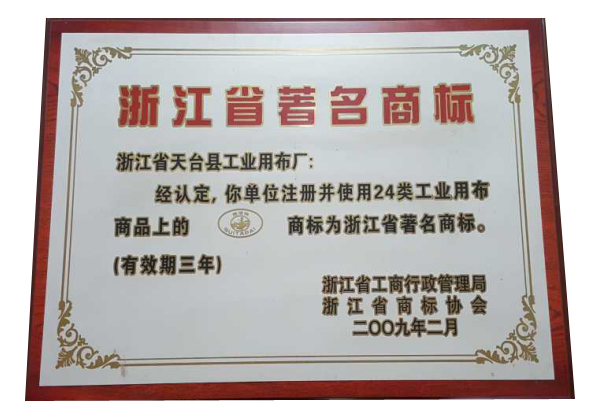 浙江省著名商标
浙江省天台县工业用布厂:
经认定,你单位注册并使用24类工业用布
商品上的 商标为浙江省著名商标。
(有效期三年)
浙江省工商行政管理局
浙江省商标协会
二〇〇九年二月